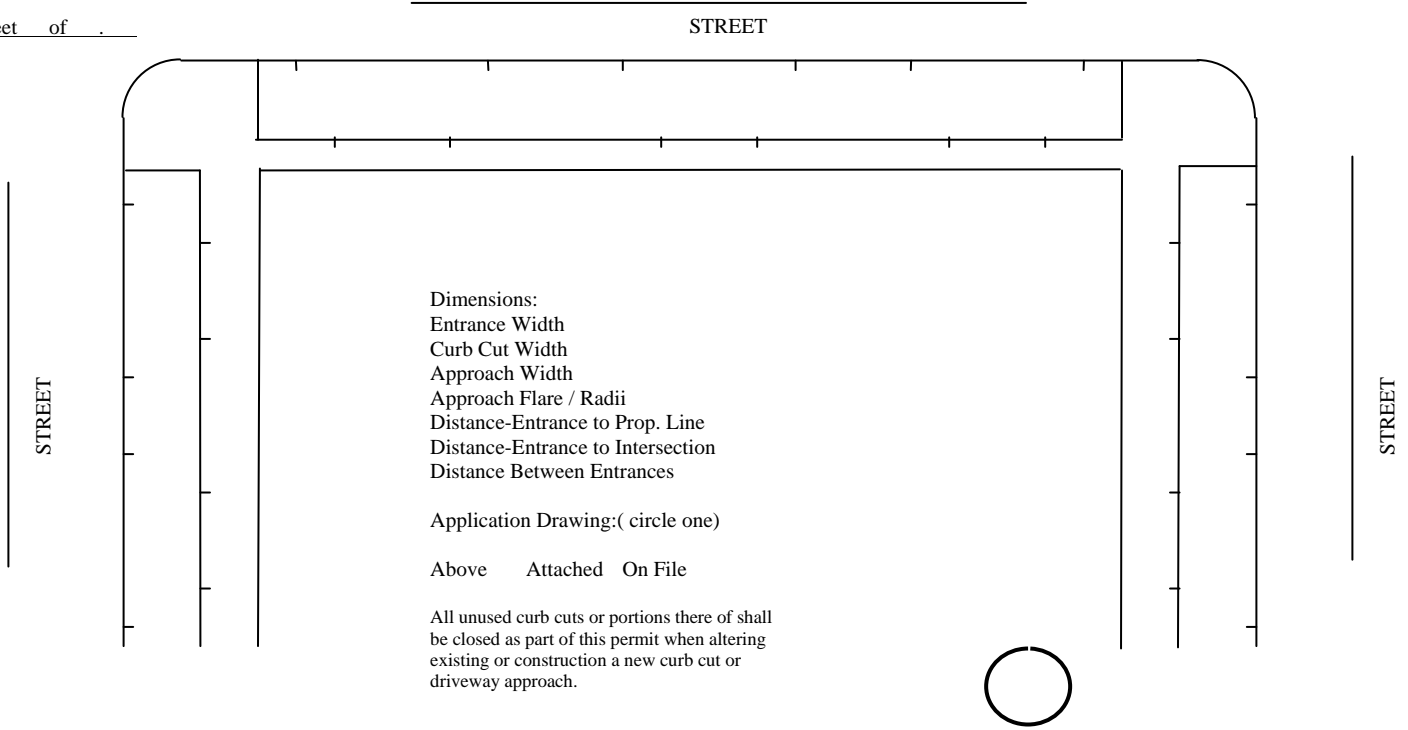 STREET
of .
STREET
STREET
Dimensions:
Entrance Width
Curb Cut Width
Approach Width
Approach Flare / Radii
Distance-Entrance to Prop. Line
Distance-Entrance to Intersection
Distance Between Entrances
Application Drawing:( circle one)
Above Attached On File
All unused curb cuts or portions there of shall
be closed as part of this permit when altering
existing or construction a new curb cut or
driveway approach.